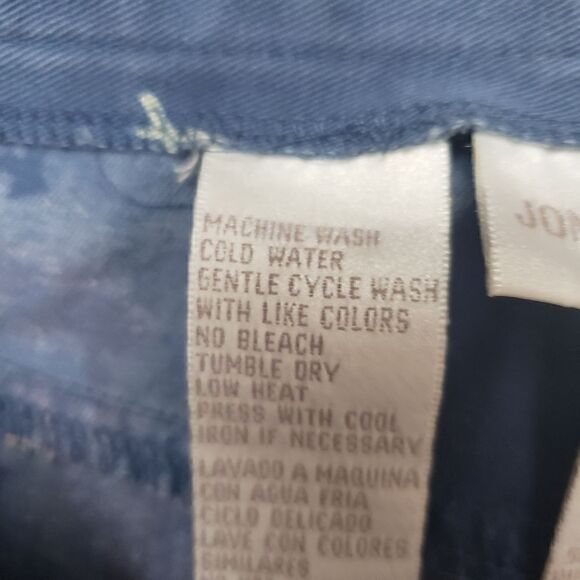 MACHINE WASH
COLD WATER
GENTLE CYCLE WASH
WITH LIKE COLORS
NO BLEACH
TUMBLE DRY
LOW HEAT
PRESS WITH COOL
IRON IF NECESSARY
LAVADO A MAQUINA
CON AGUA FRIA
CICLO DELICADO
LAVE CON COLORES
SIMILARES
JON